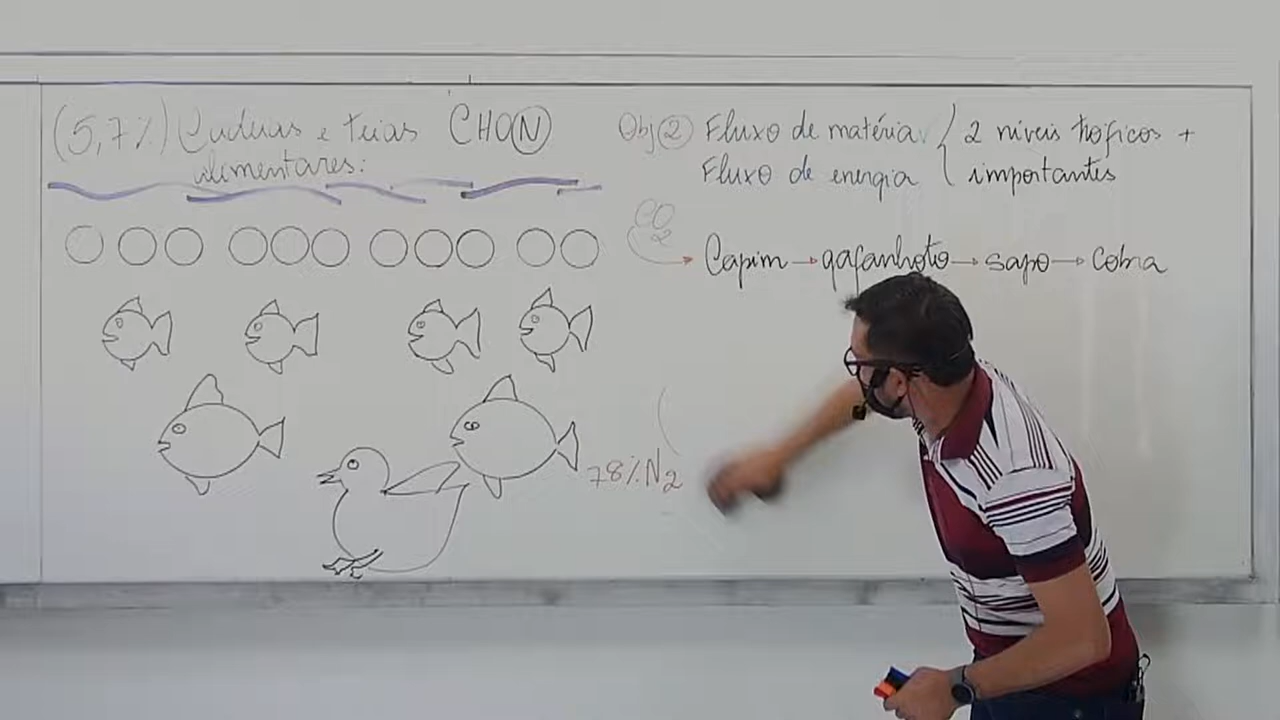 (5,7%) Cadeias e teias CHON
alimentares:
Obj 2 Fluxo de matéria { 2 níveis tróficos +
Fluxo de energia importantes
CO2
Capim → gafanhoto → sapo → cobra
78% N2